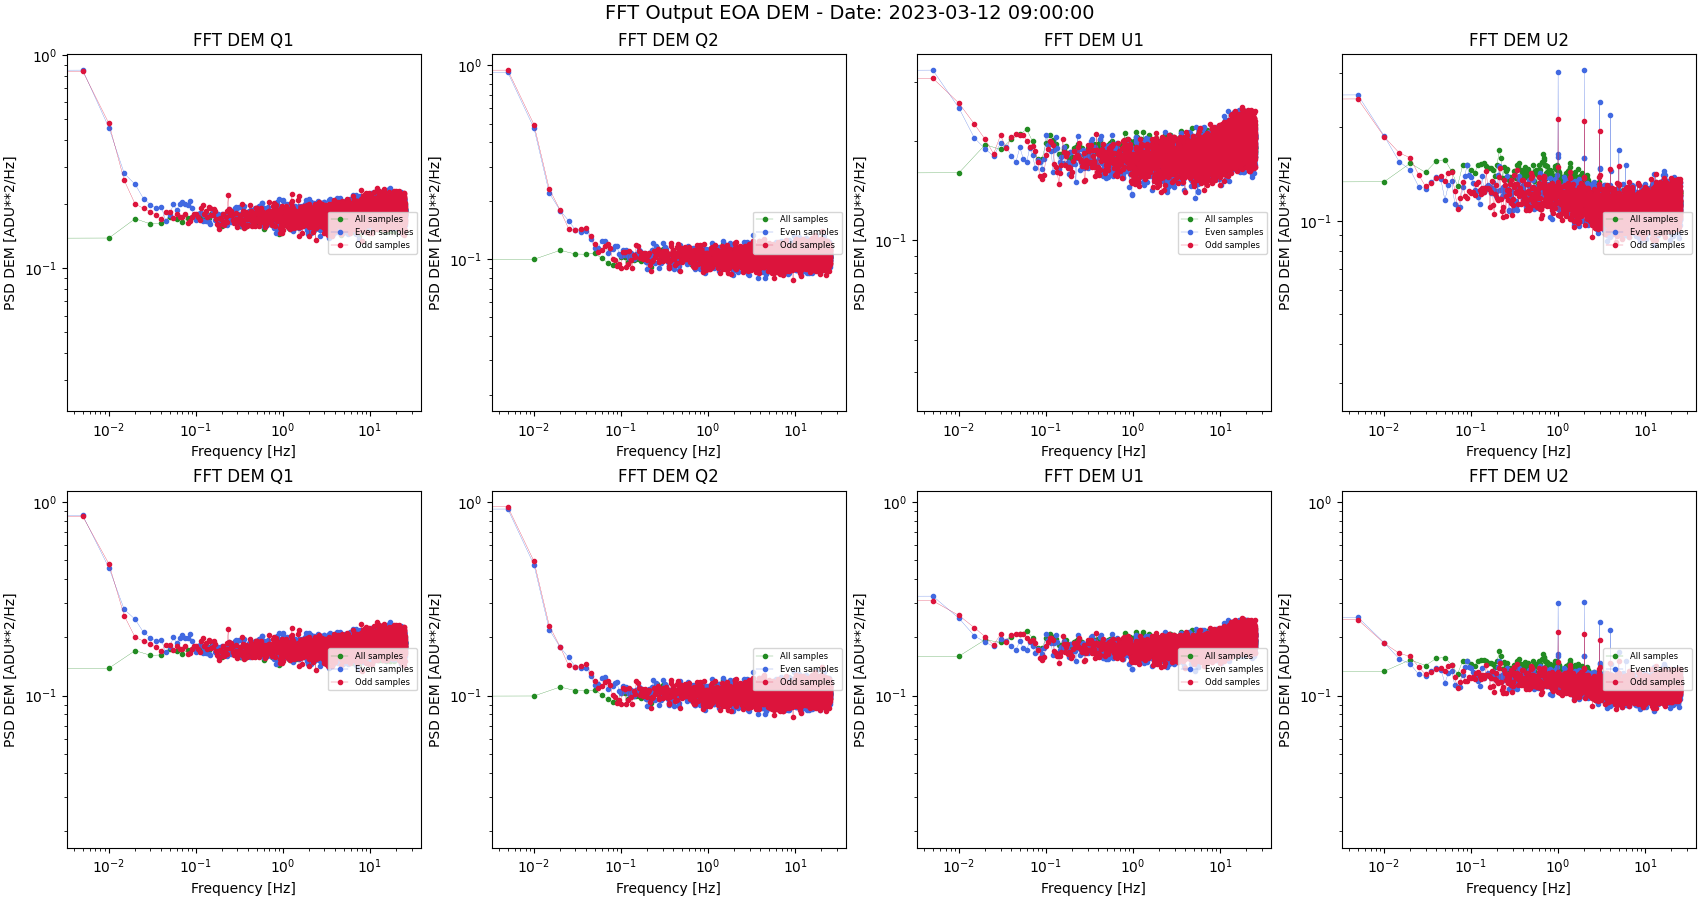 FFT Output EOA DEM - Date: 2023-03-12 09:00:00
FFT DEM Q1
FFT DEM Q2
FFT DEM U1
FFT DEM U2
PSD DEM [ADU**2/Hz]
PSD DEM [ADU**2/Hz]
PSD DEM [ADU**2/Hz]
PSD DEM [ADU**2/Hz]
10⁰
10⁻¹
10⁰
10⁻¹
10⁻¹
10⁻¹
All samples
Even samples
Odd samples
All samples
Even samples
Odd samples
All samples
Even samples
Odd samples
All samples
Even samples
Odd samples
10⁻² 10⁻¹ 10⁰ 10¹
10⁻² 10⁻¹ 10⁰ 10¹
10⁻² 10⁻¹ 10⁰ 10¹
10⁻² 10⁻¹ 10⁰ 10¹
Frequency [Hz]
Frequency [Hz]
Frequency [Hz]
Frequency [Hz]
FFT DEM Q1
FFT DEM Q2
FFT DEM U1
FFT DEM U2
PSD DEM [ADU**2/Hz]
PSD DEM [ADU**2/Hz]
PSD DEM [ADU**2/Hz]
PSD DEM [ADU**2/Hz]
10⁰
10⁻¹
10⁰
10⁻¹
10⁰
10⁻¹
10⁰
10⁻¹
All samples
Even samples
Odd samples
All samples
Even samples
Odd samples
All samples
Even samples
Odd samples
All samples
Even samples
Odd samples
10⁻² 10⁻¹ 10⁰ 10¹
10⁻² 10⁻¹ 10⁰ 10¹
10⁻² 10⁻¹ 10⁰ 10¹
10⁻² 10⁻¹ 10⁰ 10¹
Frequency [Hz]
Frequency [Hz]
Frequency [Hz]
Frequency [Hz]